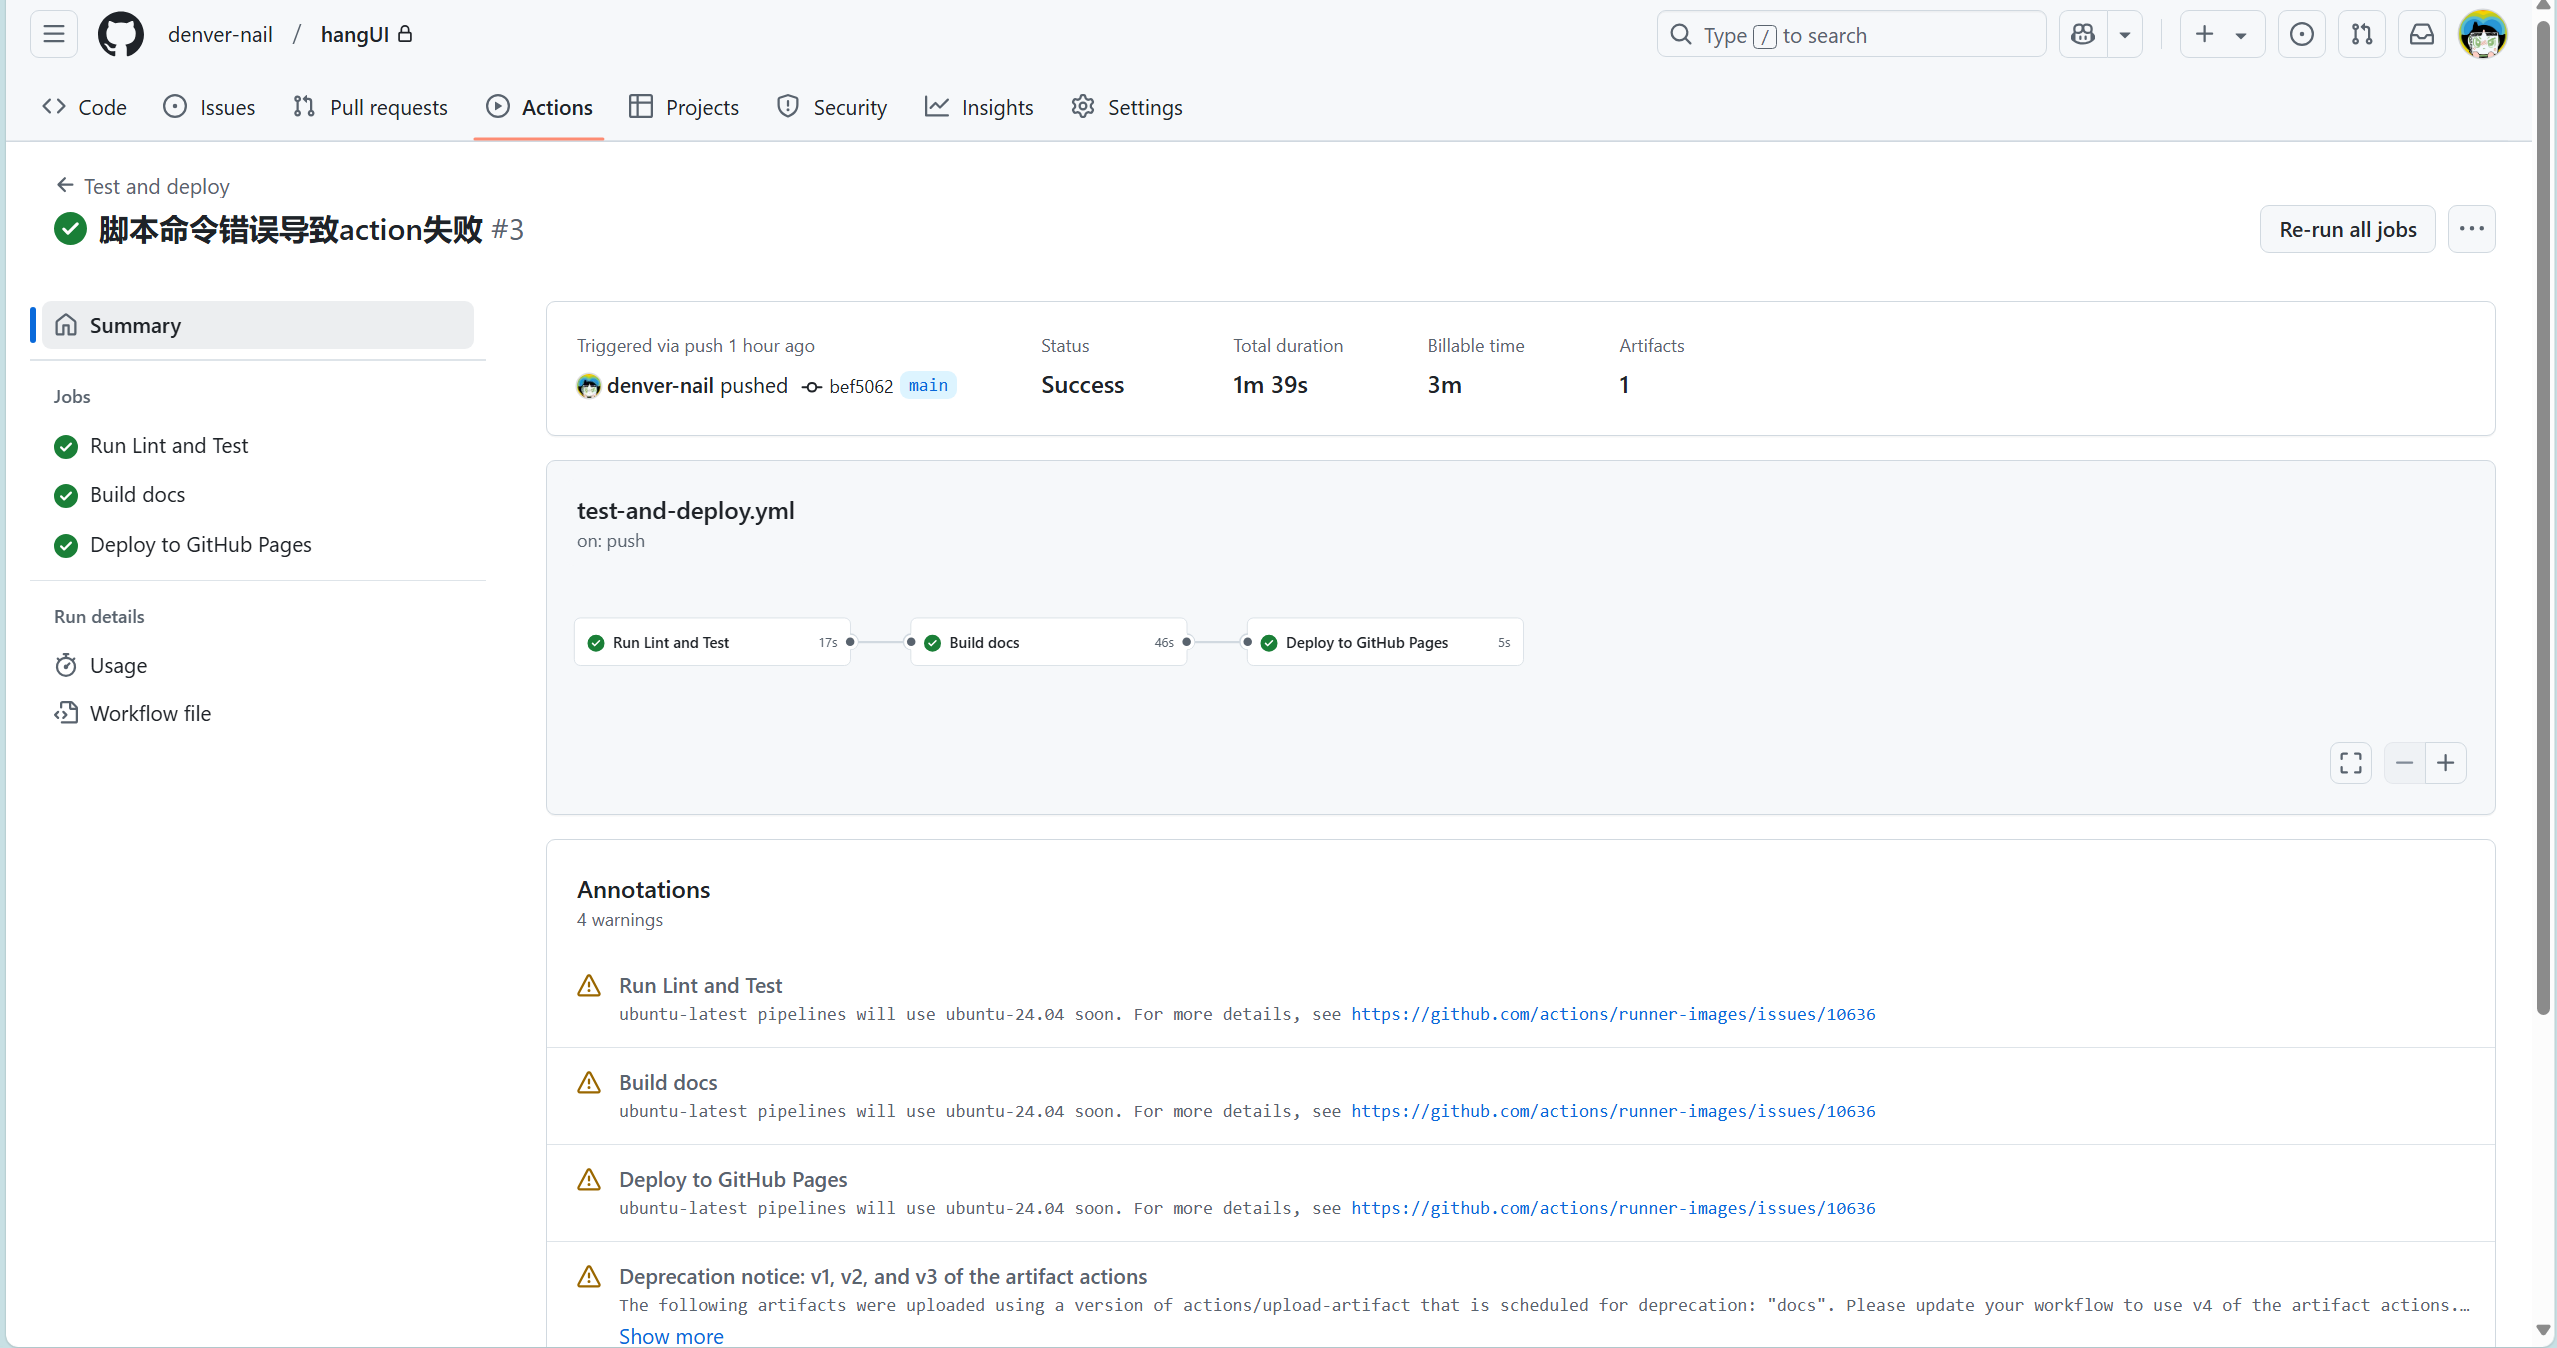 denver-nail / hangUI
Type / to search
Code
Issues
Pull requests
Actions
Projects
Security
Insights
Settings
Test and deploy
脚本命令错误导致action失败 #3
Re-run all jobs
Summary
Jobs
Run Lint and Test
Build docs
Deploy to GitHub Pages
Run details
Usage
Workflow file
Triggered via push 1 hour ago
denver-nail pushed bef5062 main
Status
Success
Total duration
1m 39s
Billable time
3m
Artifacts
1
test-and-deploy.yml
on: push
Run Lint and Test 17s
Build docs 46s
Deploy to GitHub Pages 5s
Annotations
4 warnings
Run Lint and Test
ubuntu-latest pipelines will use ubuntu-24.04 soon. For more details, see https://github.com/actions/runner-images/issues/10636
Build docs
ubuntu-latest pipelines will use ubuntu-24.04 soon. For more details, see https://github.com/actions/runner-images/issues/10636
Deploy to GitHub Pages
ubuntu-latest pipelines will use ubuntu-24.04 soon. For more details, see https://github.com/actions/runner-images/issues/10636
Deprecation notice: v1, v2, and v3 of the artifact actions
The following artifacts were uploaded using a version of actions/upload-artifact that is scheduled for deprecation: "docs". Please update your workflow to use v4 of the artifact actions.…
Show more